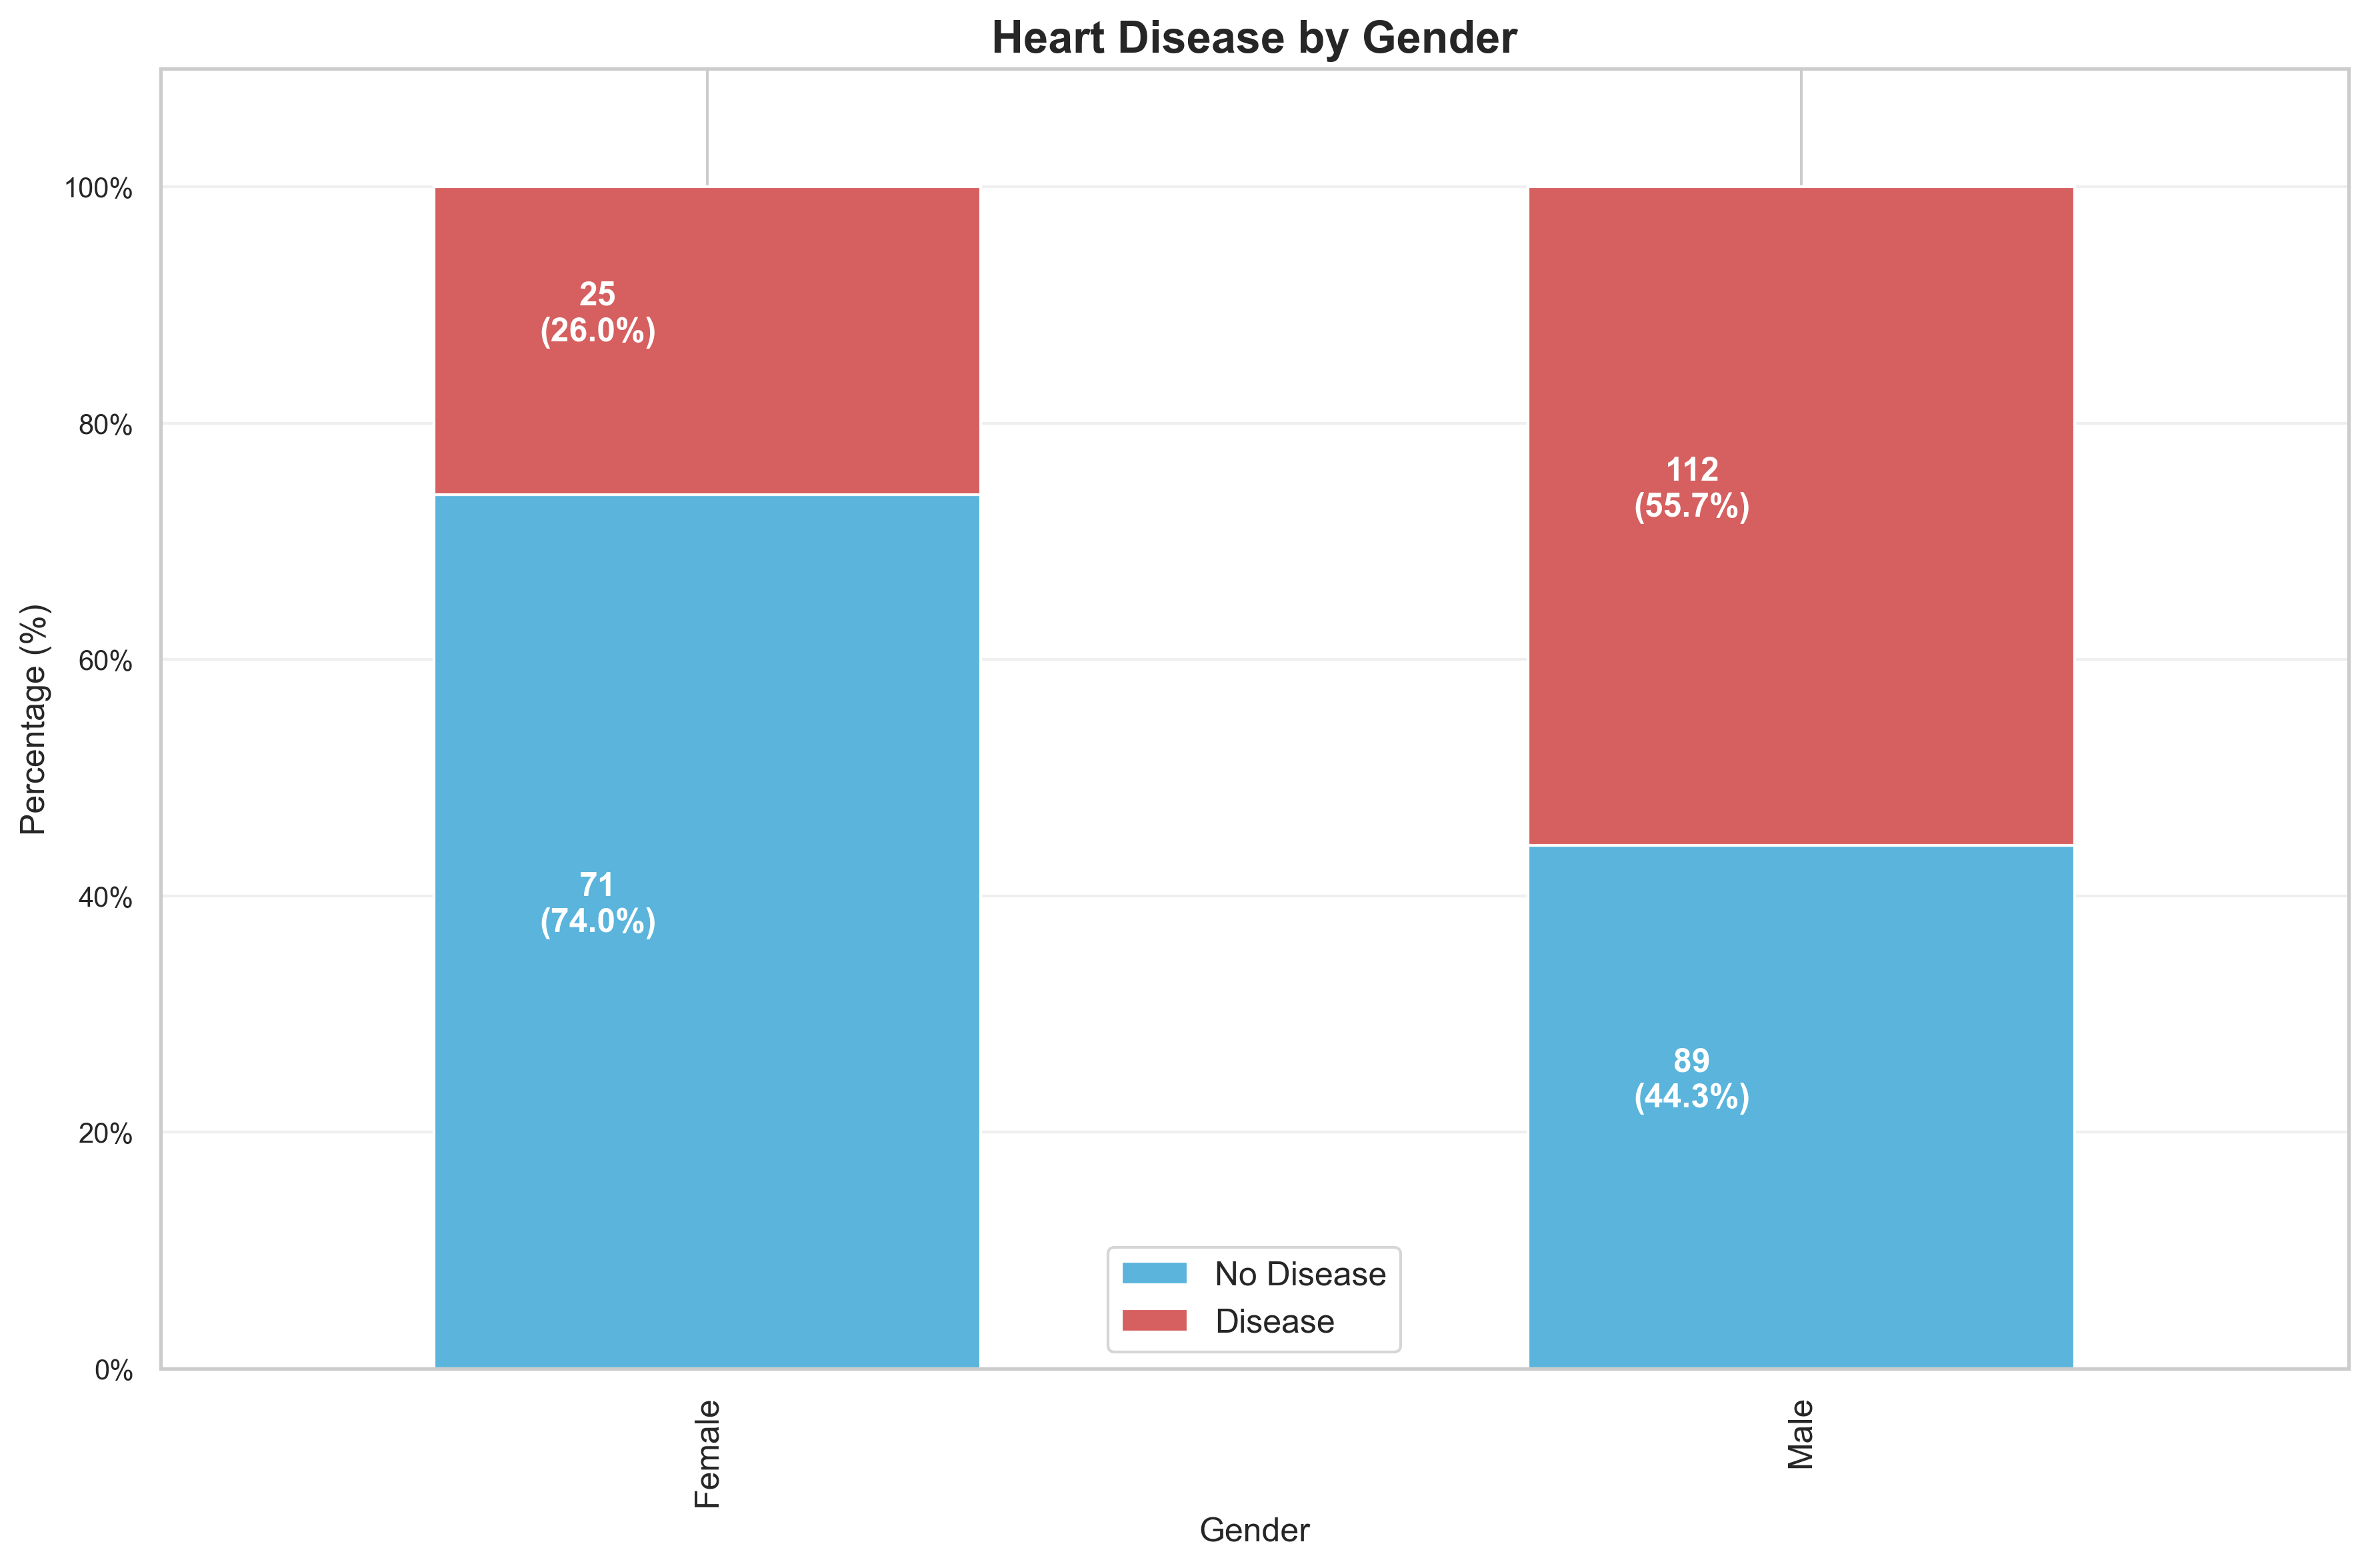 Heart Disease by Gender
100%
80%
60%
40%
20%
0%
Percentage (%)
25
(26.0%)
71
(74.0%)
112
(55.7%)
89
(44.3%)
No Disease
Disease
Female
Male
Gender